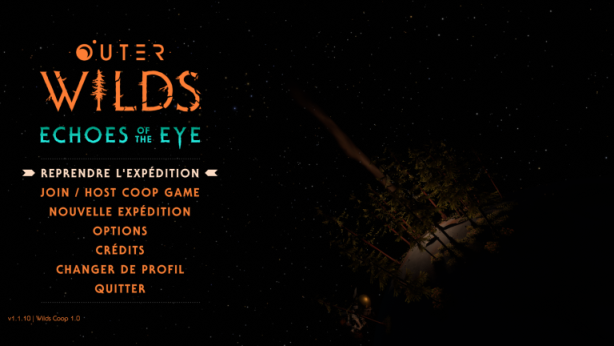 OUTER
WILDS
ECHOES OF THE EYE
REPRENDRE L'EXPÉDITION
JOIN / HOST COOP GAME
NOUVELLE EXPÉDITION
OPTIONS
CRÉDITS
CHANGER DE PROFIL
QUITTER
v1.1.10 | Wilds Coop 1.0